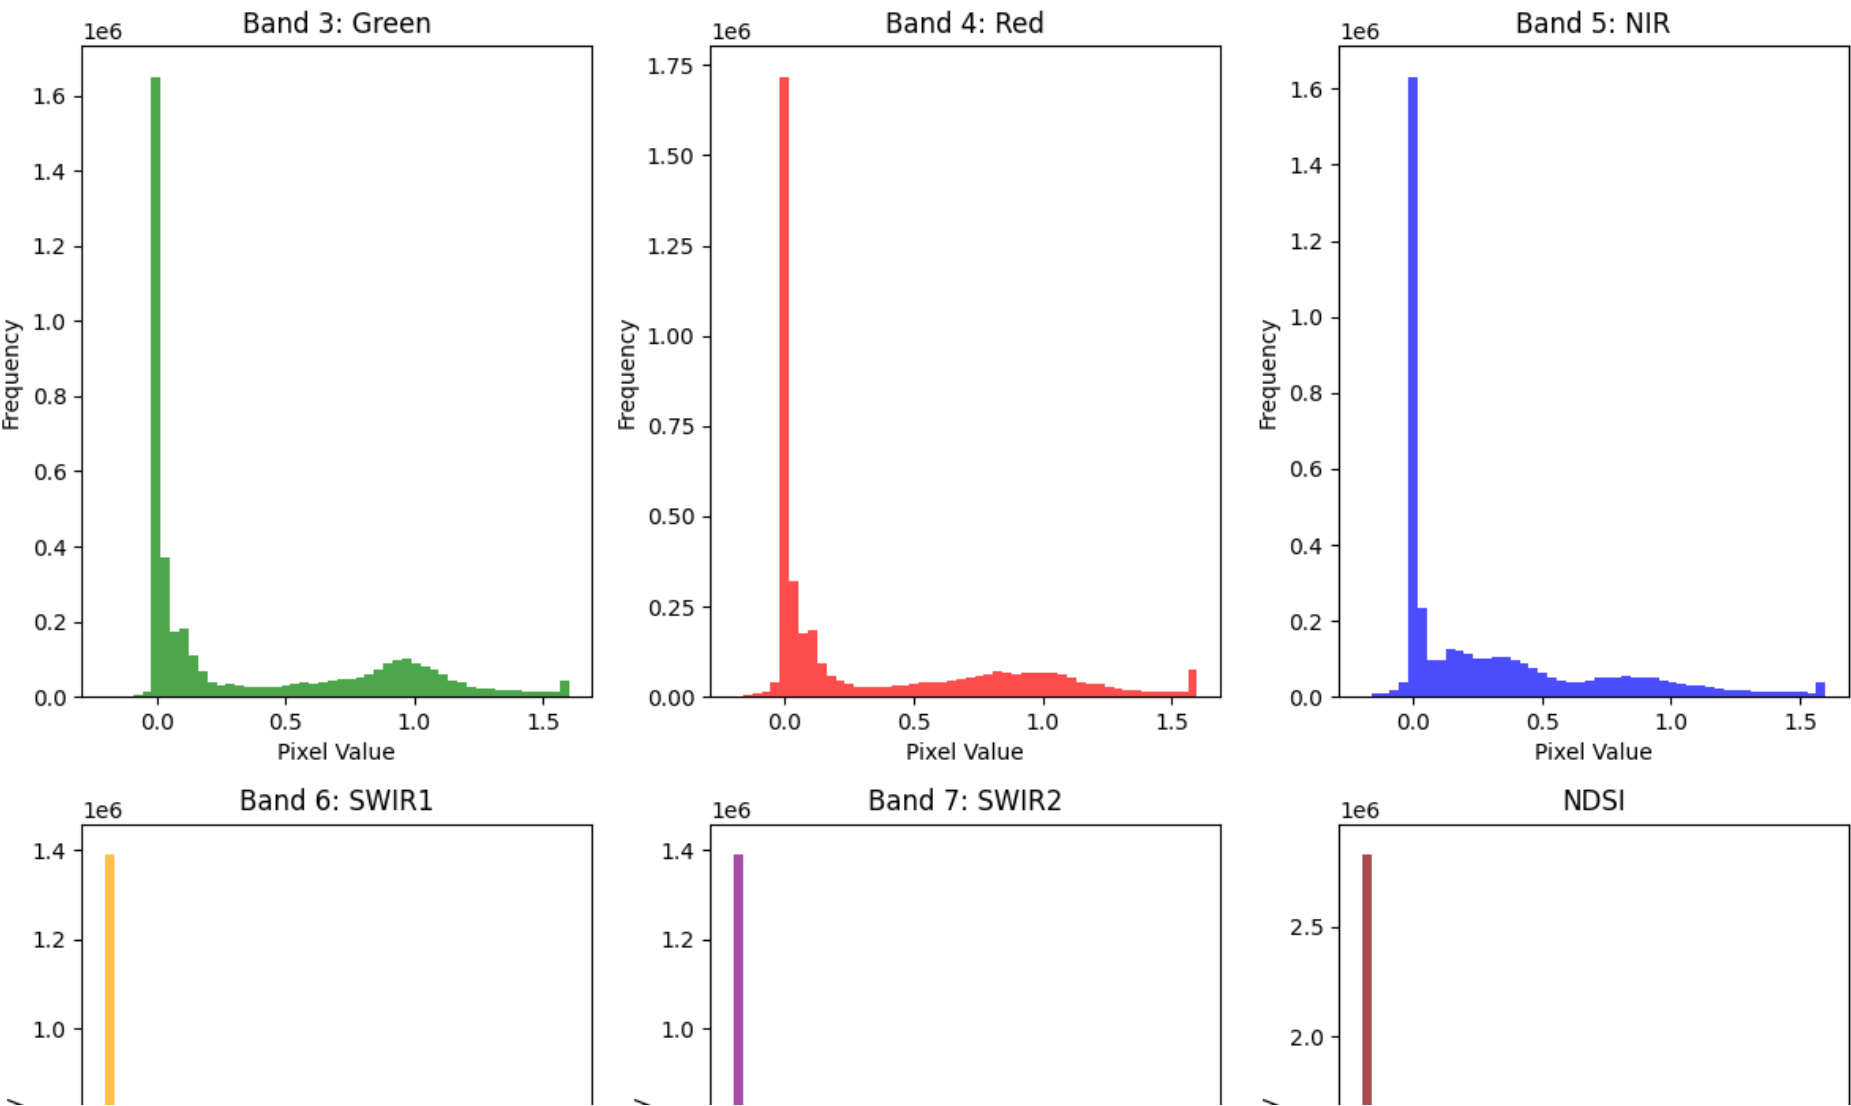 Band 3: Green
1e6
1.6
1.4
1.2
1.0
0.8
0.6
0.4
0.2
0.0
Frequency
0.0 0.5 1.0 1.5
Pixel Value
Band 4: Red
1e6
1.75
1.50
1.25
1.00
0.75
0.50
0.25
0.00
Frequency
0.0 0.5 1.0 1.5
Pixel Value
Band 5: NIR
1e6
1.6
1.4
1.2
1.0
0.8
0.6
0.4
0.2
0.0
Frequency
0.0 0.5 1.0 1.5
Pixel Value
Band 6: SWIR1
1e6
1.4
1.2
1.0
Band 7: SWIR2
1e6
1.4
1.2
1.0
NDSI
1e6
2.5
2.0